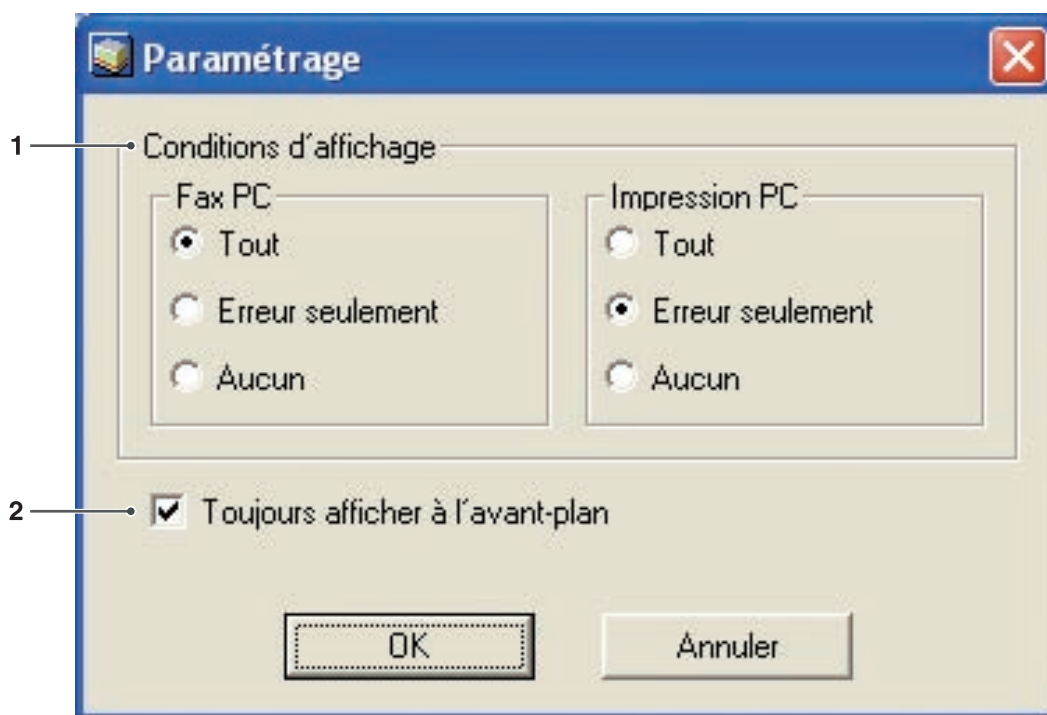 Paramétrage
1 Conditions d'affichage
Fax PC
Tout
Erreur seulement
Aucun
Impression PC
Tout
Erreur seulement
Aucun
2 Toujours afficher à l'avant-plan
OK Annuler